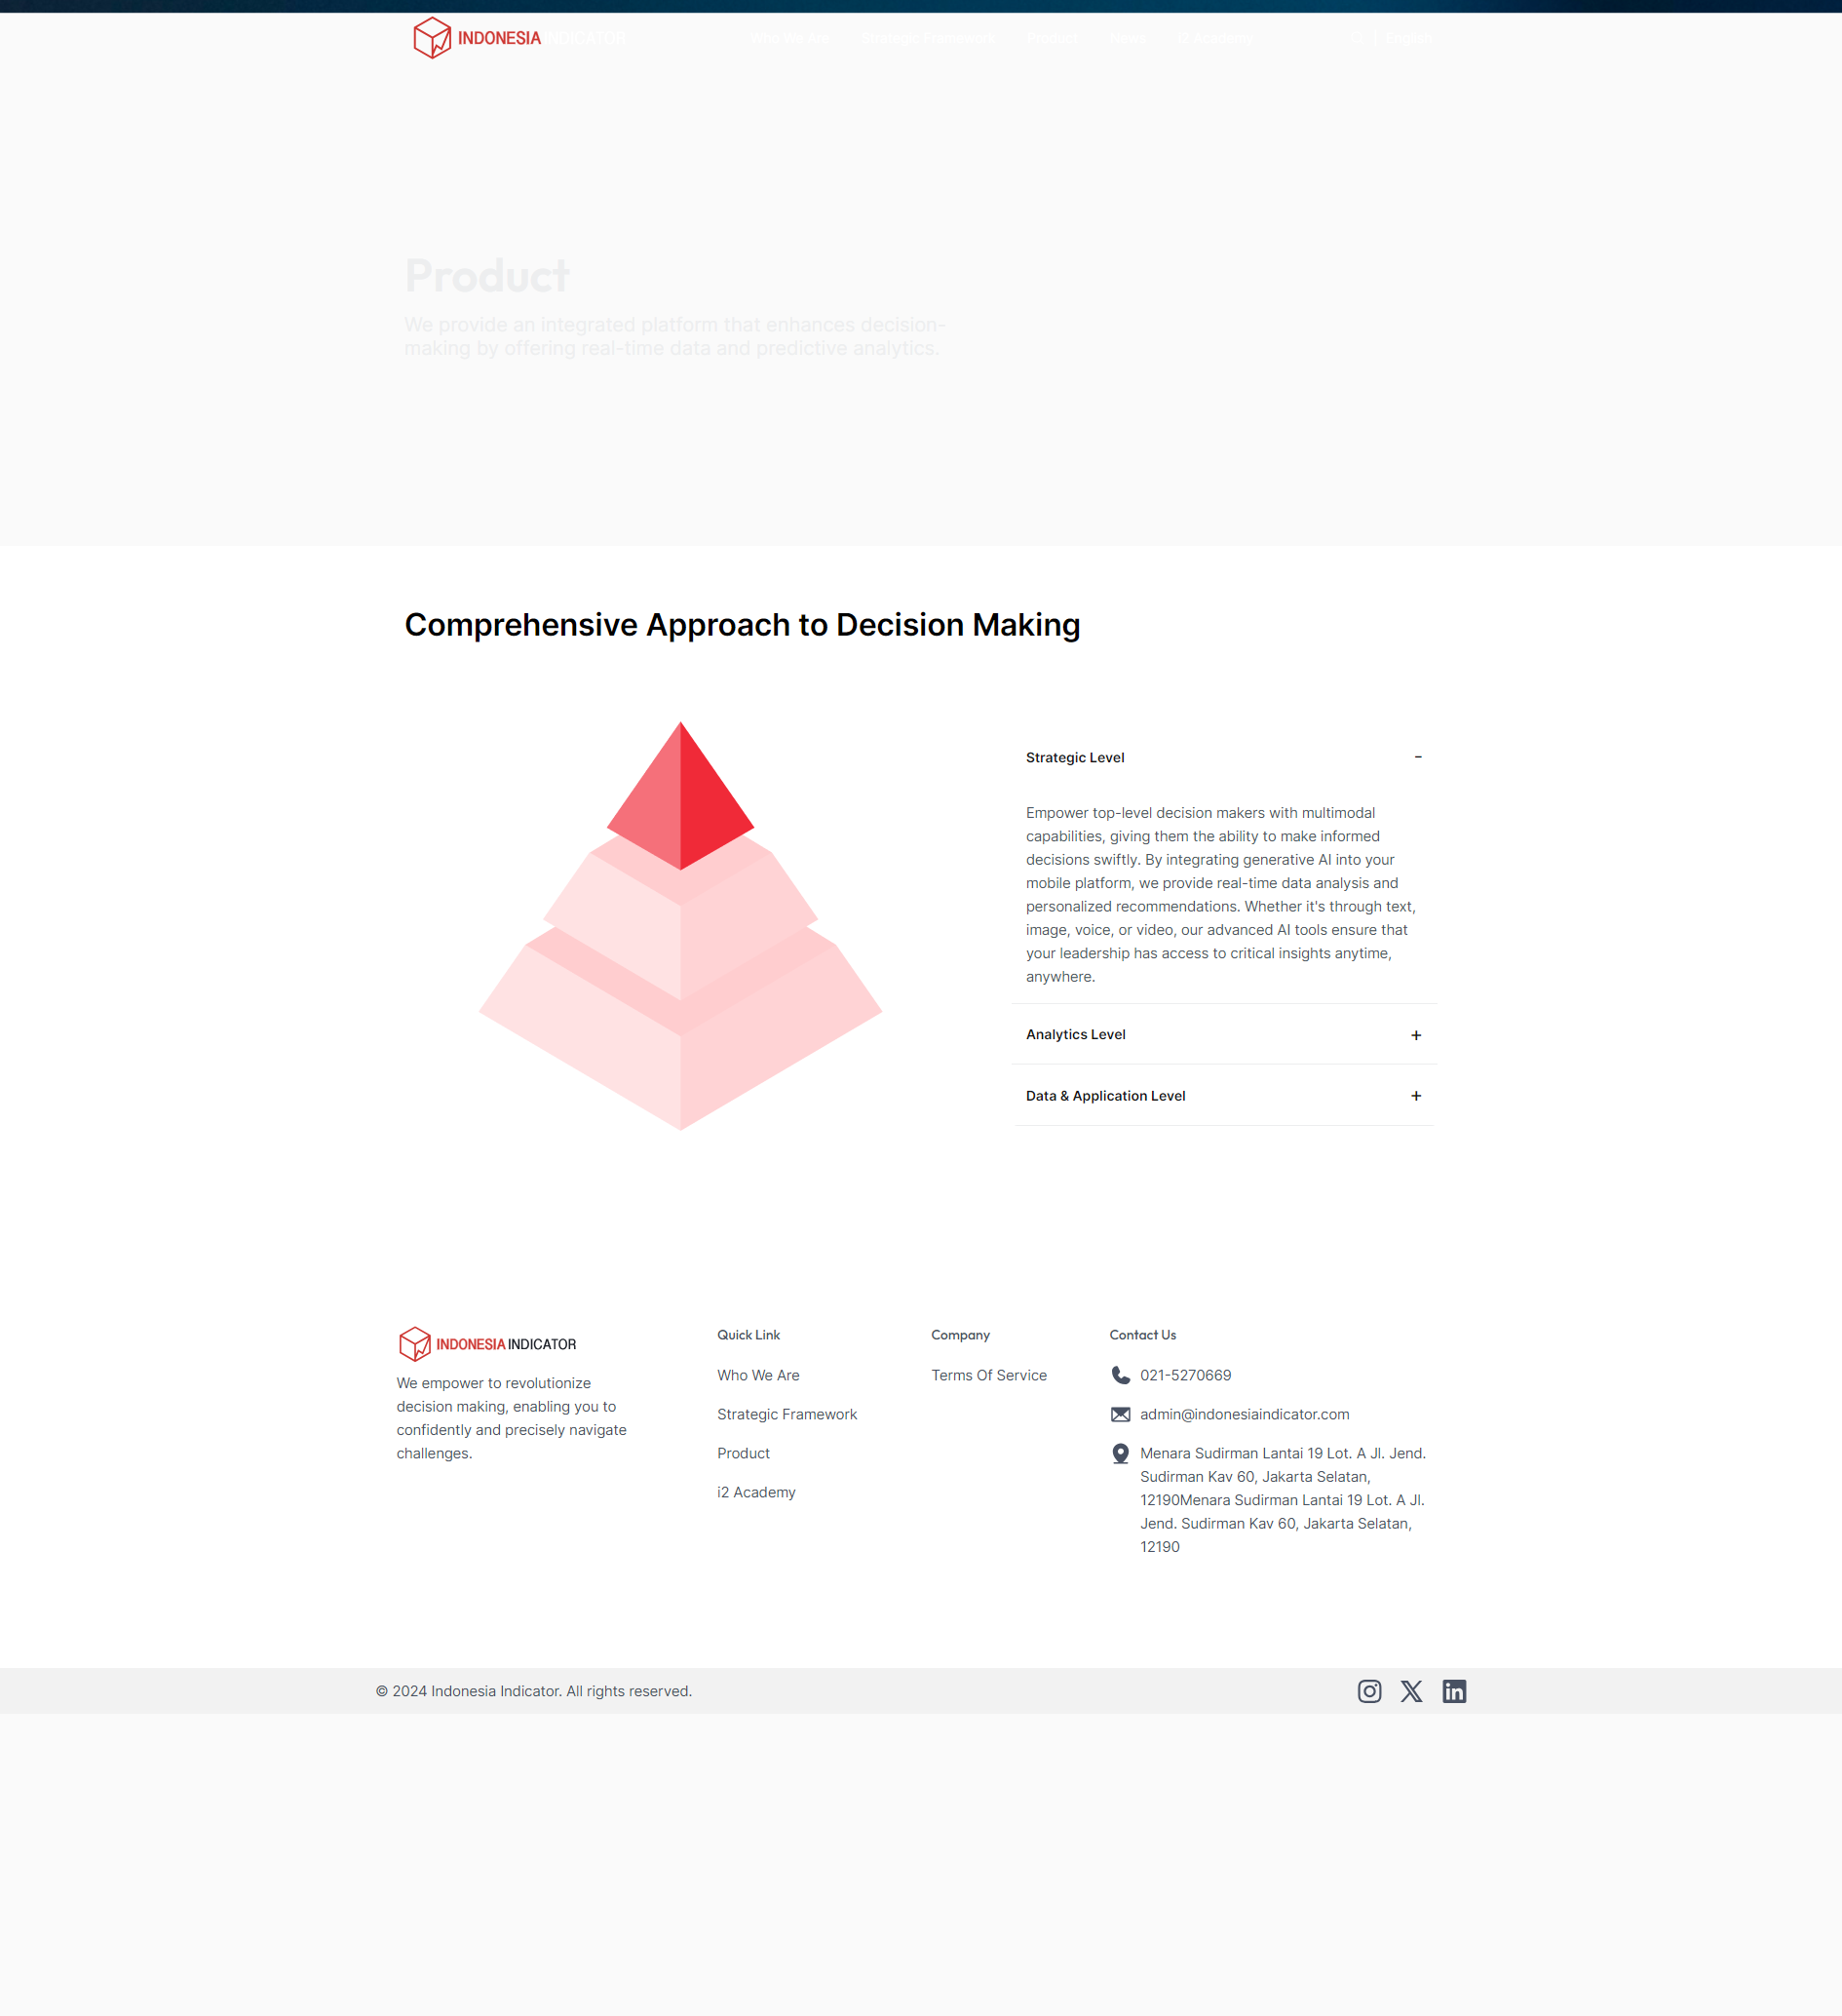 INDONESIA INDICATOR
Who We Are Strategic Framework Product News i2 Academy English
Product
We provide an integrated platform that enhances decision-
making by offering real-time data and predictive analytics.
Comprehensive Approach to Decision Making
Strategic Level −
Empower top-level decision makers with multimodal
capabilities, giving them the ability to make informed
decisions swiftly. By integrating generative AI into your
mobile platform, we provide real-time data analysis and
personalized recommendations. Whether it's through text,
image, voice, or video, our advanced AI tools ensure that
your leadership has access to critical insights anytime,
anywhere.
Analytics Level +
Data & Application Level +
INDONESIA INDICATOR
We empower to revolutionize
decision making, enabling you to
confidently and precisely navigate
challenges.
Quick Link
Who We Are
Strategic Framework
Product
i2 Academy
Company
Terms Of Service
Contact Us
021-5270669
admin@indonesiaindicator.com
Menara Sudirman Lantai 19 Lot. A Jl. Jend.
Sudirman Kav 60, Jakarta Selatan,
12190Menara Sudirman Lantai 19 Lot. A Jl.
Jend. Sudirman Kav 60, Jakarta Selatan,
12190
© 2024 Indonesia Indicator. All rights reserved.